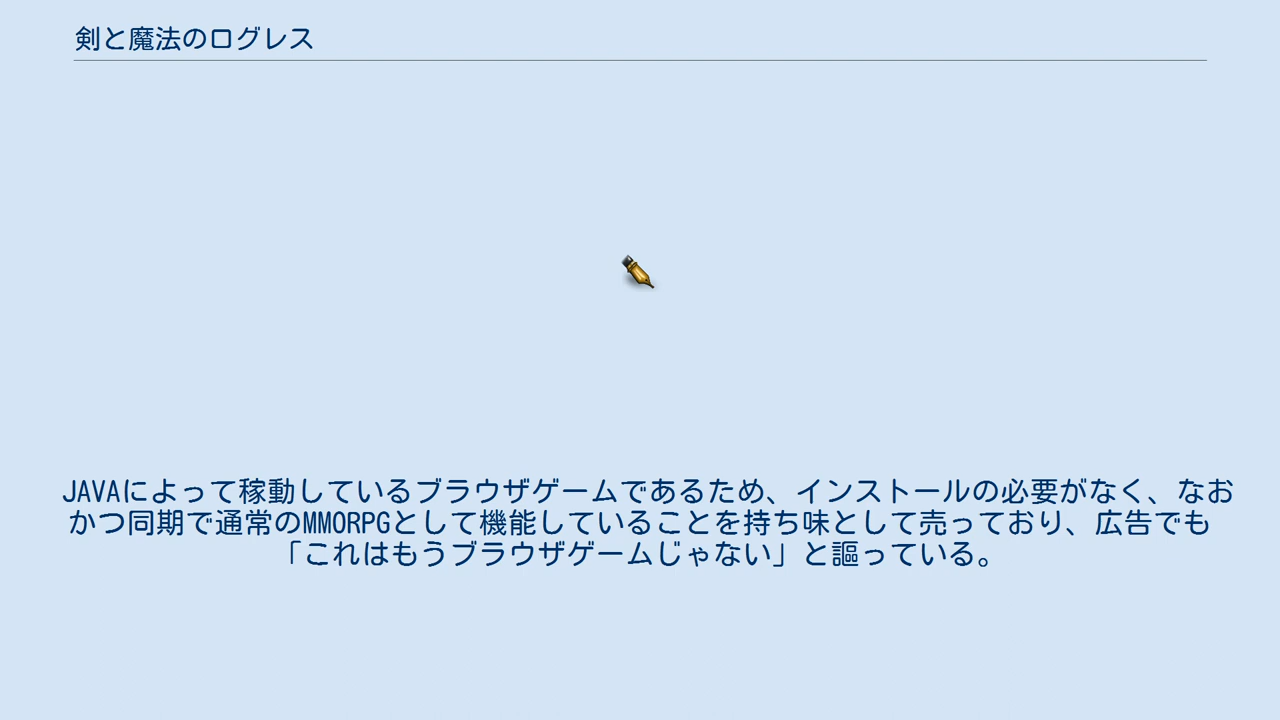 剣と魔法のログレス
JAVAによって稼動しているブラウザゲームであるため、インストールの必要がなく、なお
かつ同期で通常のMMORPGとして機能していることを持ち味として売っており、広告でも
「これはもうブラウザゲームじゃない」と謳っている。